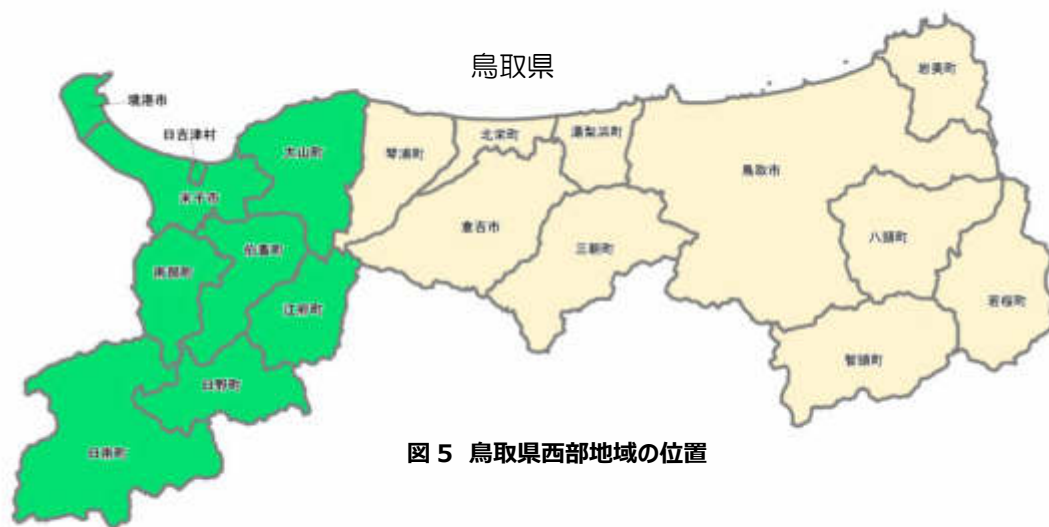 鳥取県
岩美町
境港市
日吉津村
大山町
北栄町
湯梨浜町
琴浦町
鳥取市
米子市
倉吉市
三朝町
八頭町
伯耆町
南部町
江府町
若桜町
智頭町
日野町
日南町
図 5 鳥取県西部地域の位置